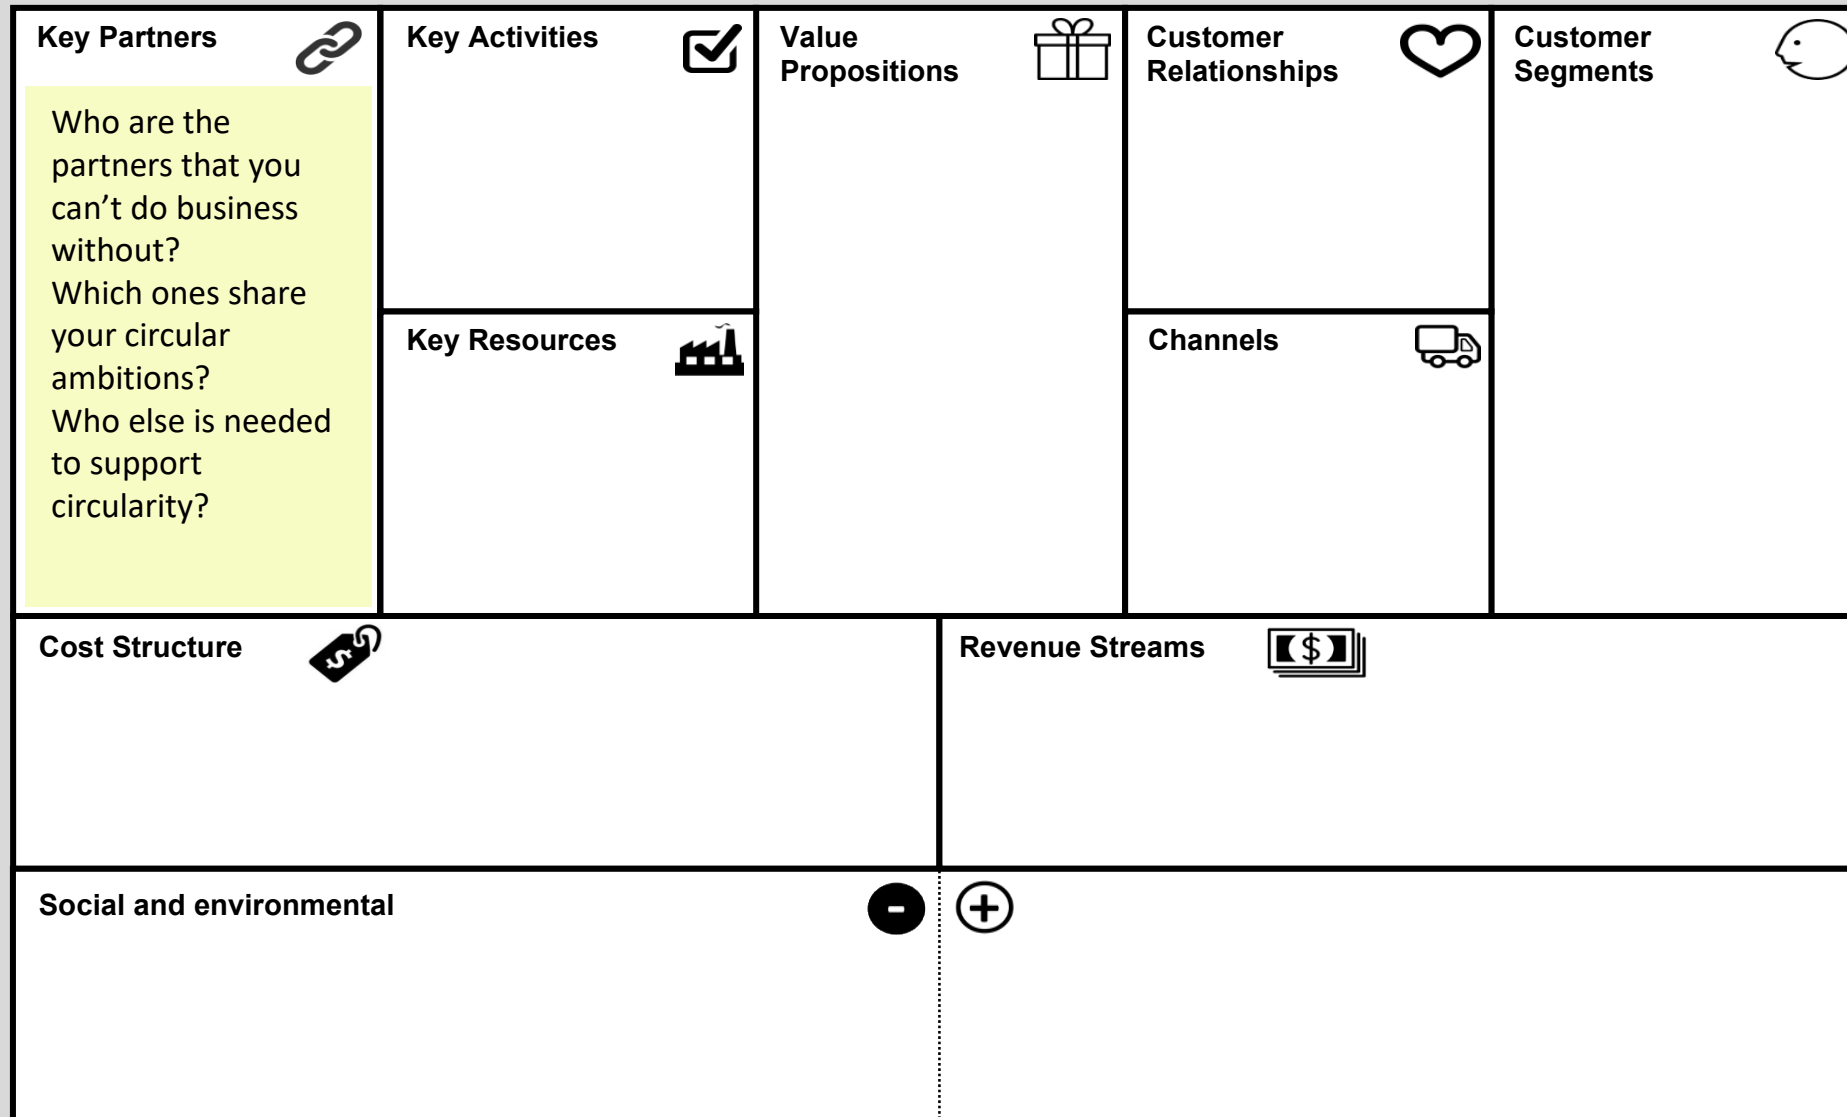 Key Partners
Who are the
partners that you
can’t do business
without?
Which ones share
your circular
ambitions?
Who else is needed
to support
circularity?
Key Activities
Key Resources
Value
Propositions
Customer
Relationships
Channels
Customer
Segments
Cost Structure
$
Revenue Streams
$
Social and environmental
-
+